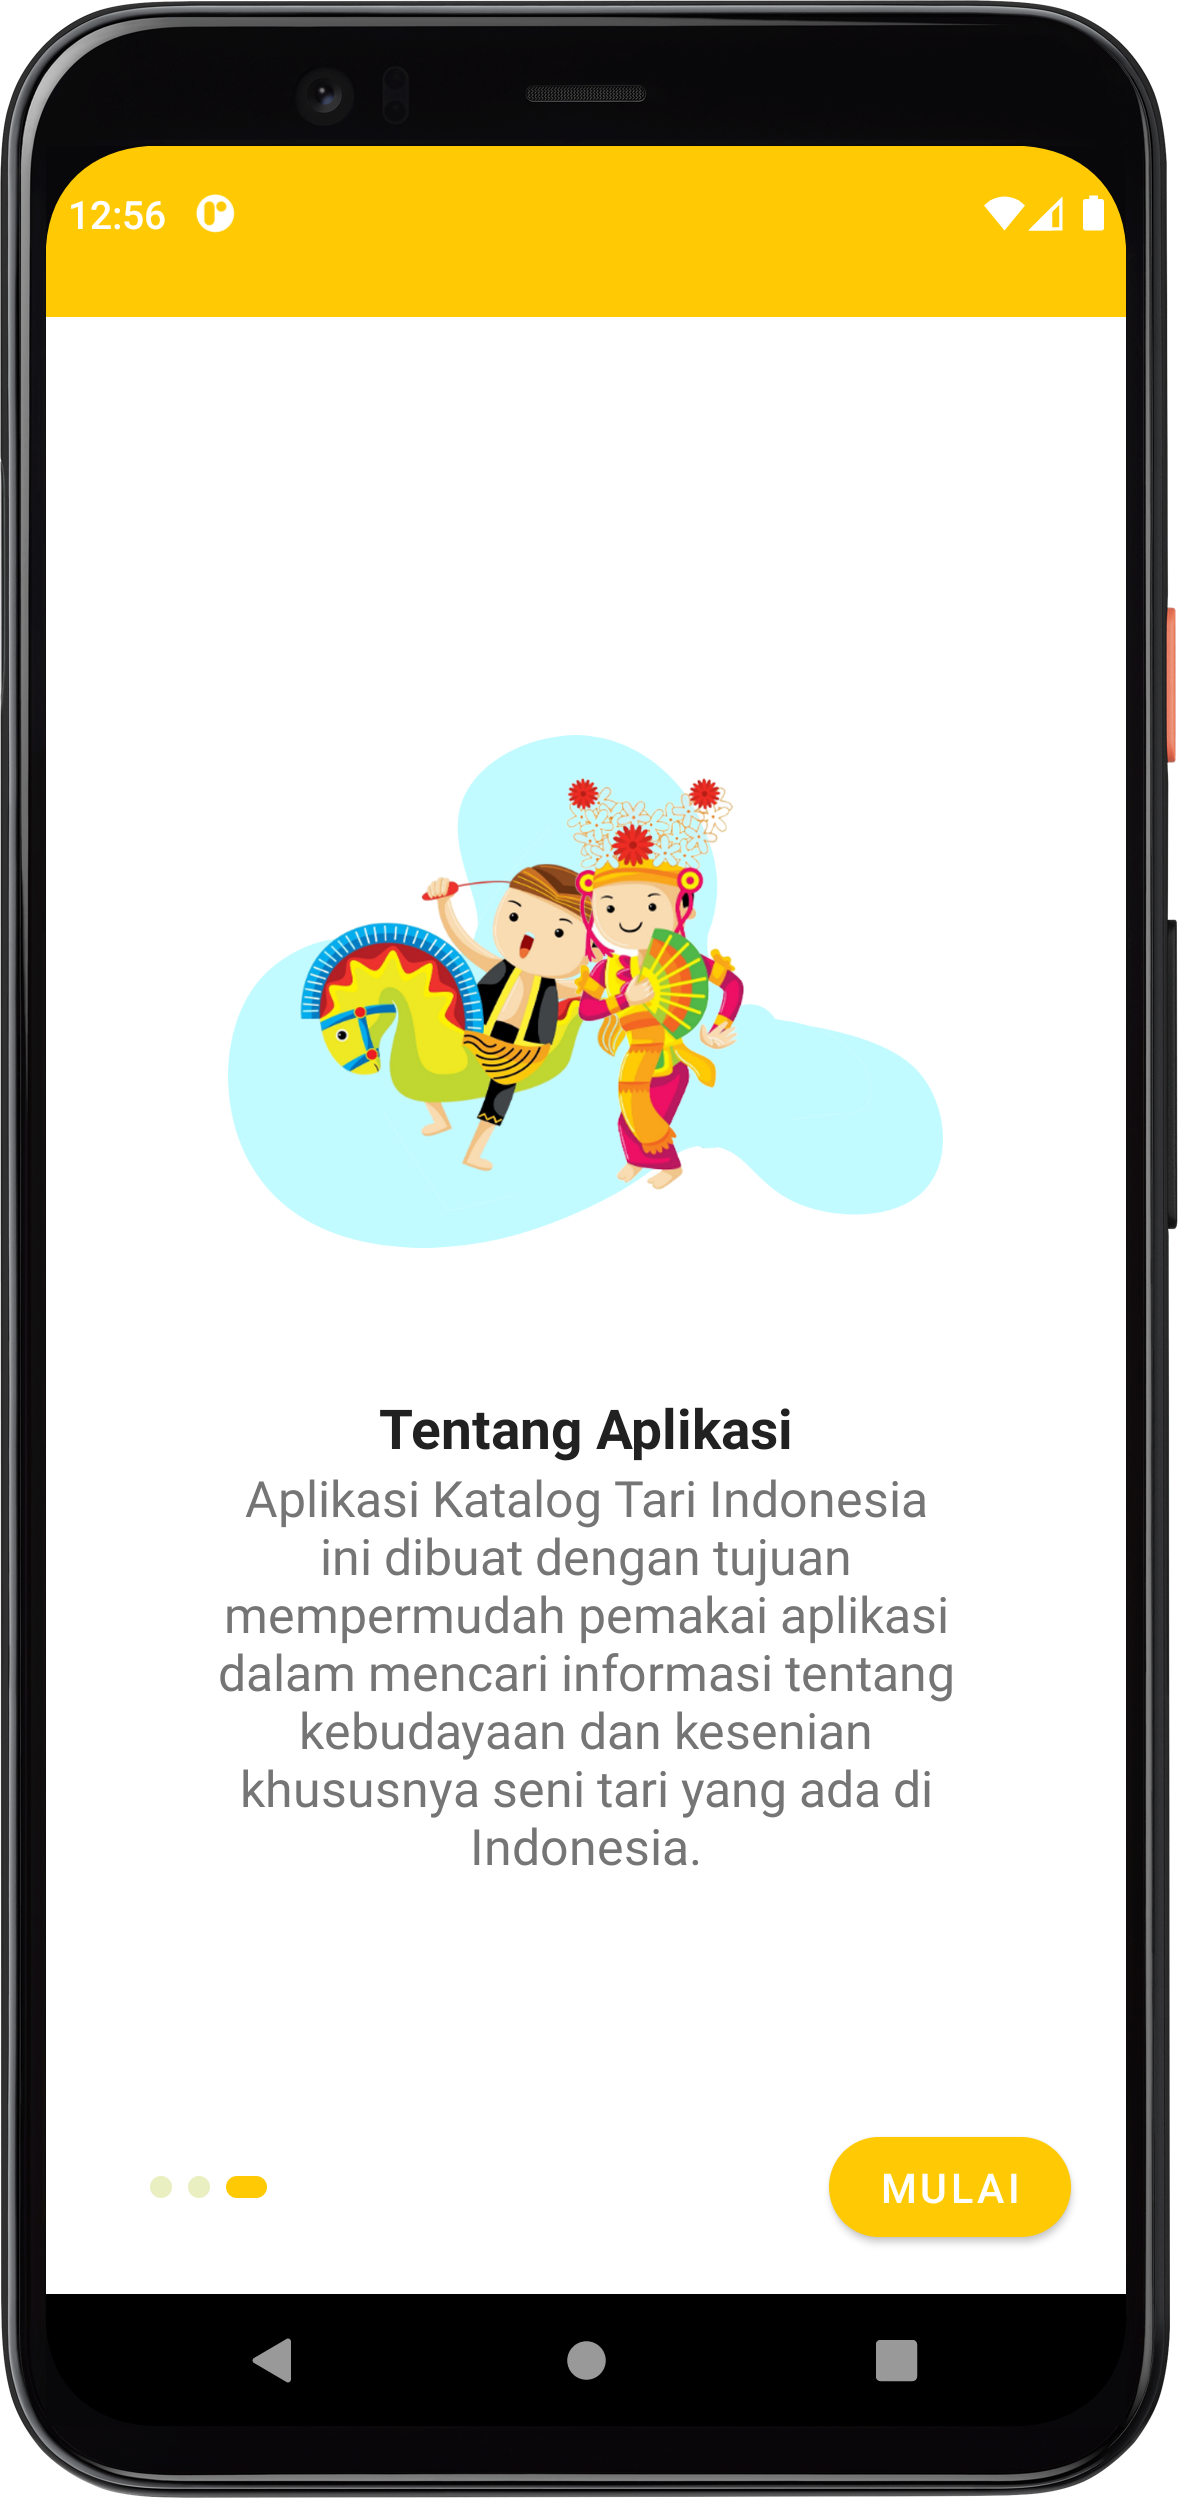 12:56
Tentang Aplikasi
Aplikasi Katalog Tari Indonesia
ini dibuat dengan tujuan
mempermudah pemakai aplikasi
dalam mencari informasi tentang
kebudayaan dan kesenian
khususnya seni tari yang ada di
Indonesia.
MULAI